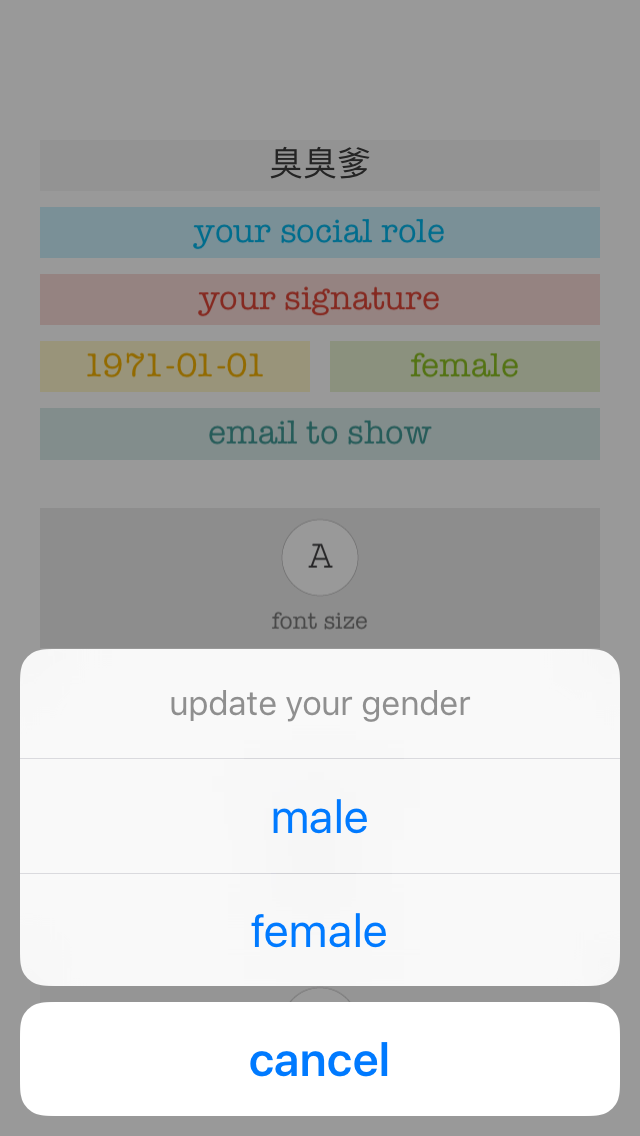 臭臭爹
your social role
your signature
1971-01-01
female
email to show
A
font size
update your gender
male
female
cancel